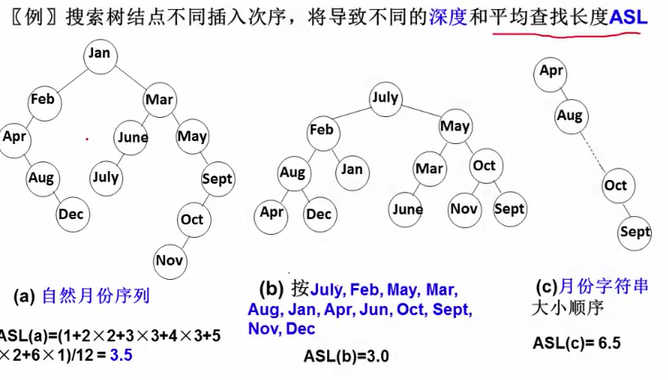 〖例〗搜索树结点不同插入次序，将导致不同的深度和平均查找长度ASL
Jan
Feb
Mar
Apr
June
May
Aug
July
Sept
Dec
Oct
Nov
(a) 自然月份序列
ASL(a)=(1+2×2+3×3+4×3+5
×2+6×1)/12 = 3.5
July
Feb
May
Aug
Jan
Mar
Oct
Apr
Dec
June
Nov
Sept
(b) 按July, Feb, May, Mar,
Aug, Jan, Apr, Jun, Oct, Sept,
Nov, Dec
ASL(b)=3.0
Apr
Aug
Oct
Sept
(c)月份字符串
大小顺序
ASL(c)= 6.5